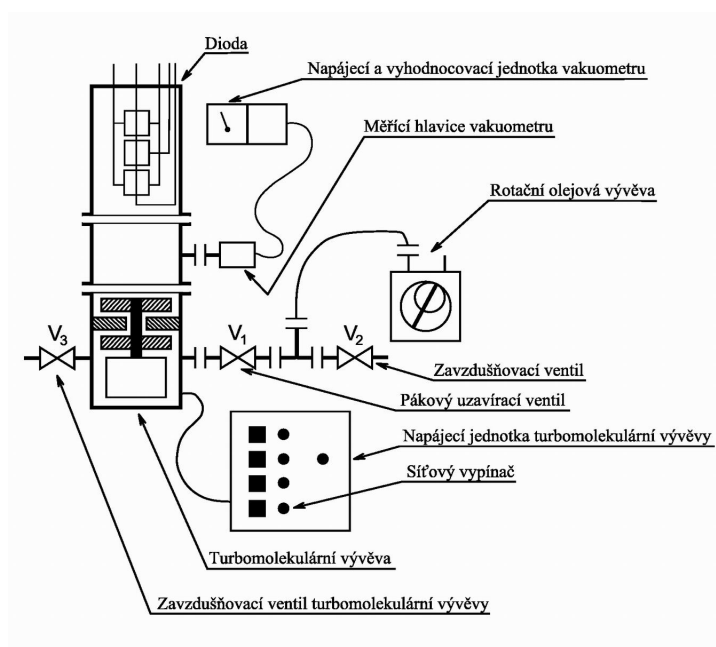 Dioda
Napájecí a vyhodnocovací jednotka vakuometru
Měřící hlavice vakuometru
Rotační olejová vývěva
V3
V1
V2
Zavzdušňovací ventil
Pákový uzavírací ventil
Napájecí jednotka turbomolekulární vývěvy
Síťový vypínač
Turbomolekulární vývěva
Zavzdušňovací ventil turbomolekulární vývěvy